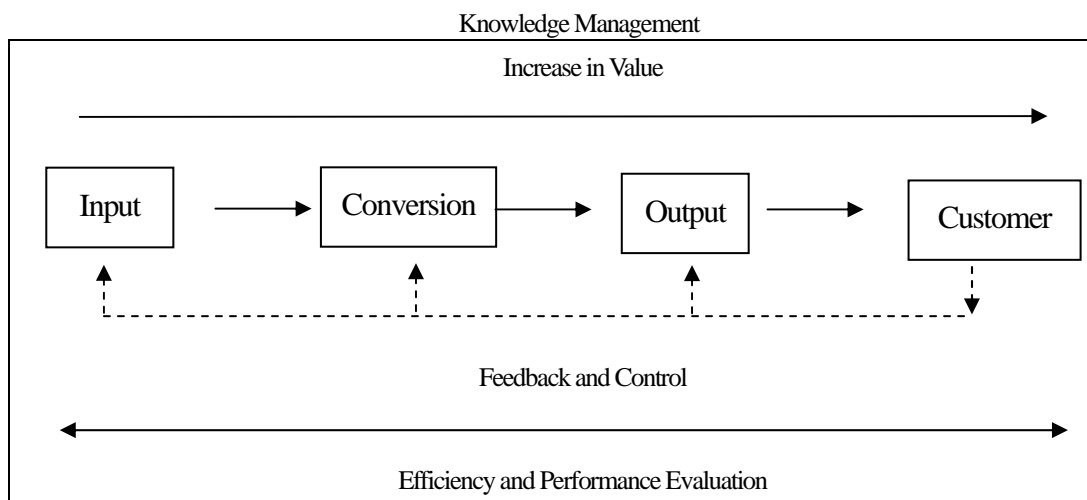 Knowledge Management
Increase in Value
Input
Conversion
Output
Customer
Feedback and Control
Efficiency and Performance Evaluation